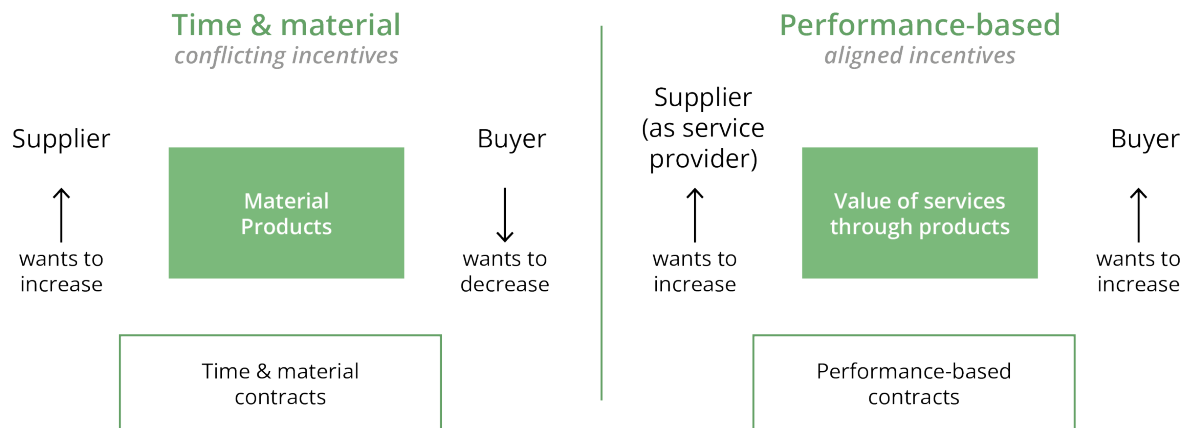 Time & material
conflicting incentives
Supplier
wants to
increase
Material
Products
Buyer
wants to
decrease
Time & material
contracts
Performance-based
aligned incentives
Supplier
(as service
provider)
wants to
increase
Value of services
through products
Buyer
wants to
increase
Performance-based
contracts